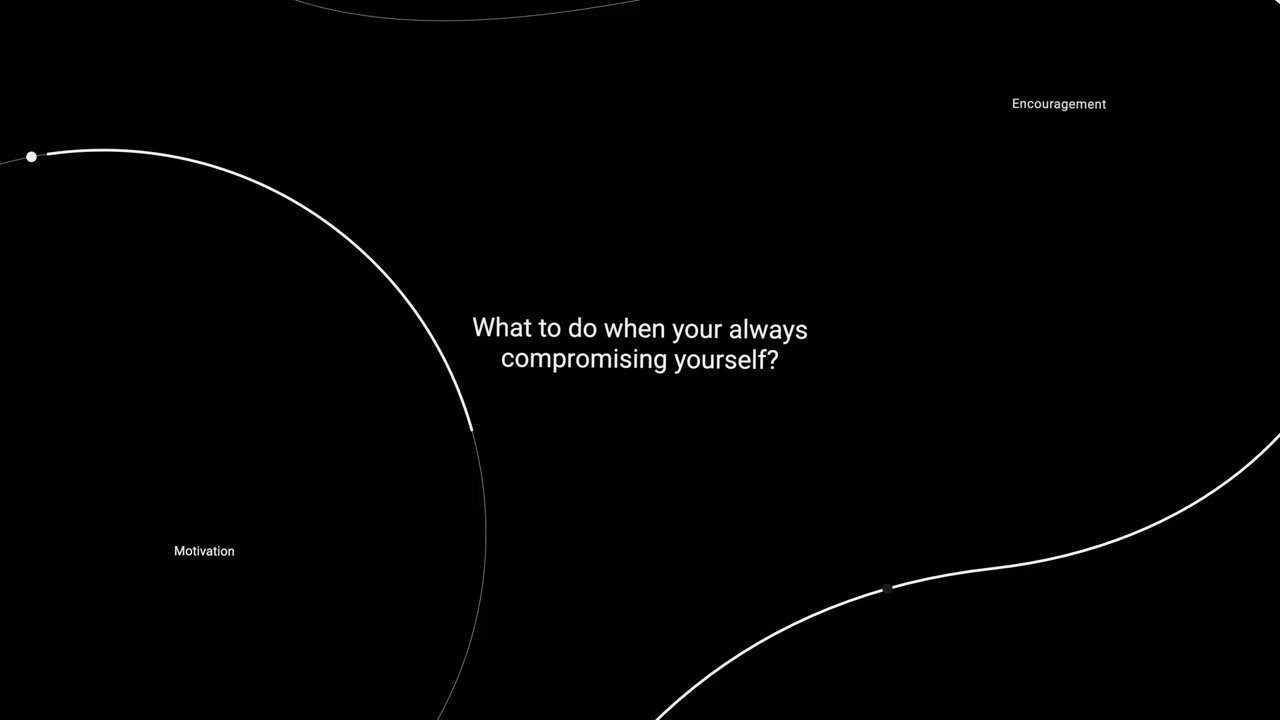 Encouragement
What to do when your always
compromising yourself?
Motivation